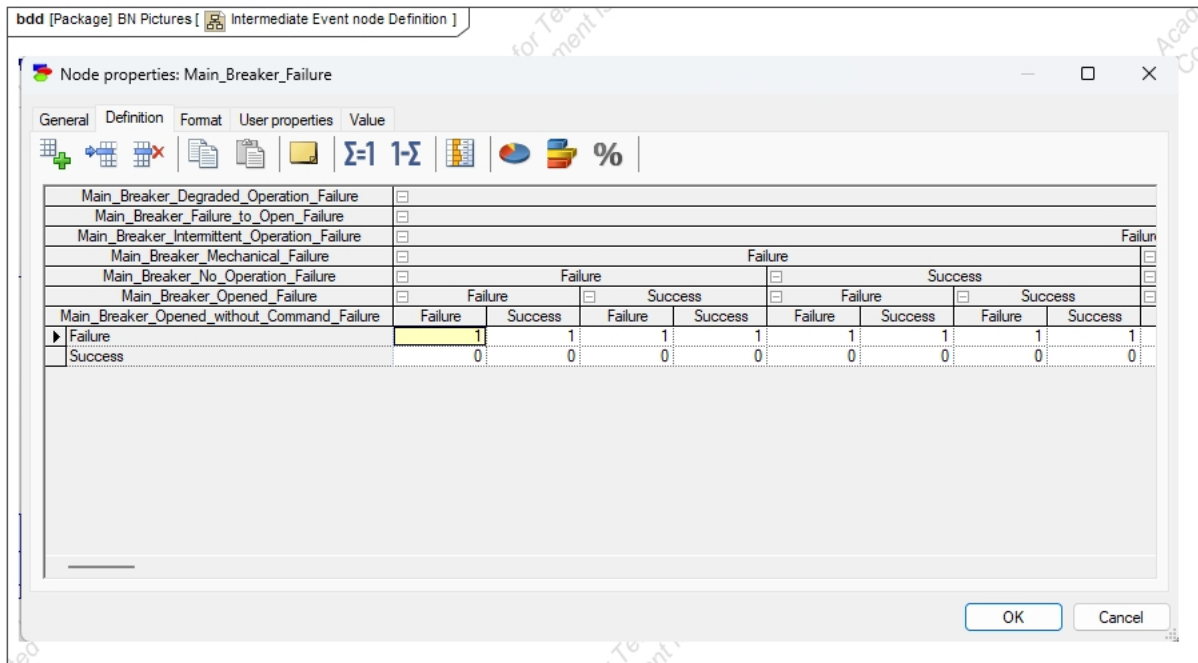 bdd [Package] BN Pictures [ Intermediate Event node Definition ]
Node properties: Main_Breaker_Failure
General Definition Format User properties Value
Σ=1 1-Σ %
Main_Breaker_Degraded_Operation_Failure
Main_Breaker_Failure_to_Open_Failure
Main_Breaker_Intermittent_Operation_Failure Failure
Main_Breaker_Mechanical_Failure Failure
Main_Breaker_No_Operation_Failure Failure Success
Main_Breaker_Opened_Failure Failure Success Failure Success
Main_Breaker_Opened_without_Command_Failure Failure Success Failure Success Failure Success Failure Success
Failure 1 1 1 1 1 1 1 1
Success 0 0 0 0 0 0 0 0
OK Cancel